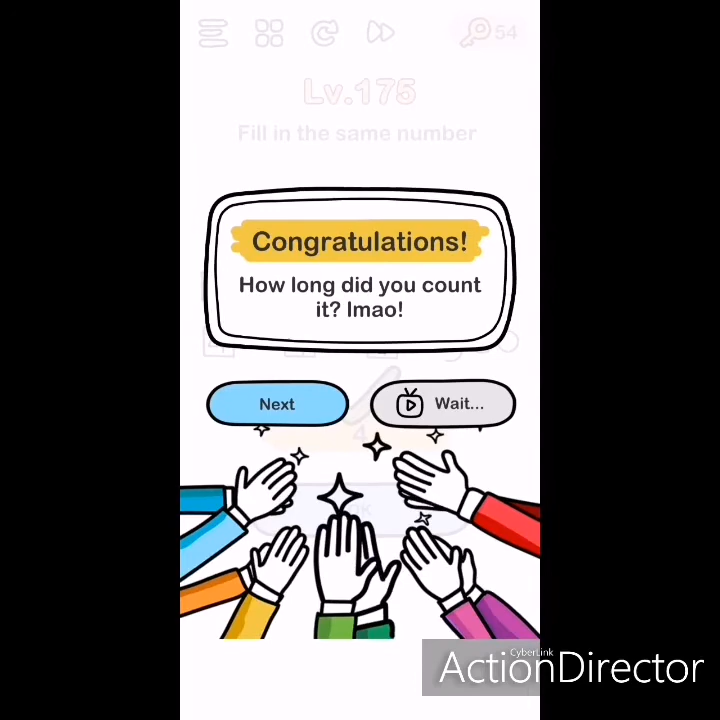 54
Lv.175
Fill in the same number
Congratulations!
How long did you count
it? lmao!
Next
Wait...
4
CyberLink
ActionDirector